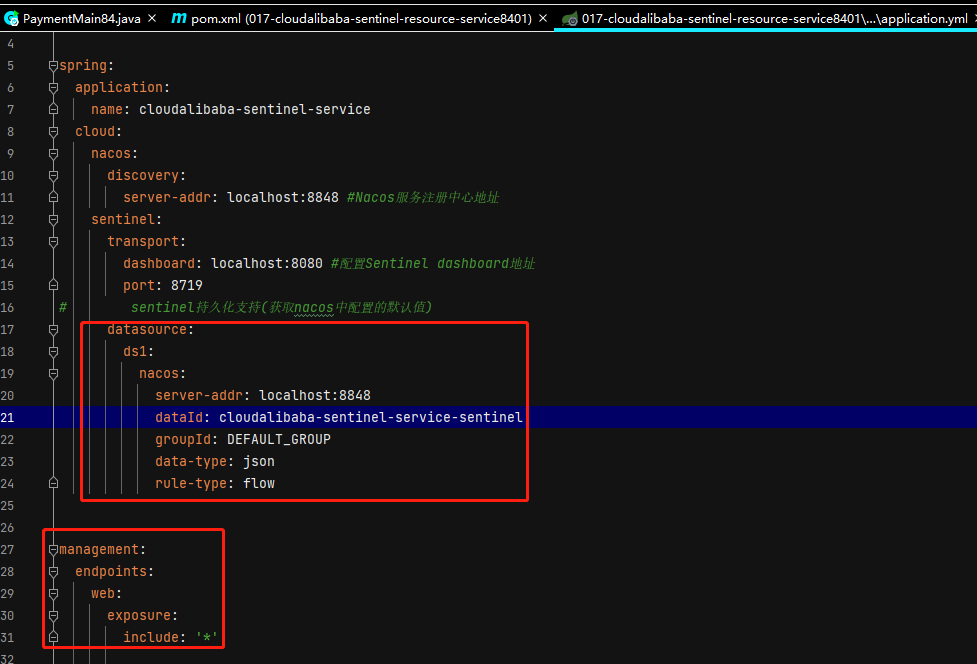 PaymentMain84.java × m pom.xml (017-cloudalibaba-sentinel-resource-service8401) × 017-cloudalibaba-sentinel-resource-service8401\...\application.yml ×
4
5 spring:
6 application:
7 name: cloudalibaba-sentinel-service
8 cloud:
9 nacos:
10 discovery:
11 server-addr: localhost:8848 #Nacos服务注册中心地址
12 sentinel:
13 transport:
14 dashboard: localhost:8080 #配置Sentinel dashboard地址
15 port: 8719
16 # sentinel持久化支持(获取nacos中配置的默认值)
17 datasource:
18 ds1:
19 nacos:
20 server-addr: localhost:8848
21 dataId: cloudalibaba-sentinel-service-sentinel
22 groupId: DEFAULT_GROUP
23 data-type: json
24 rule-type: flow
25
26
27 management:
28 endpoints:
29 web:
30 exposure:
31 include: '*'
32